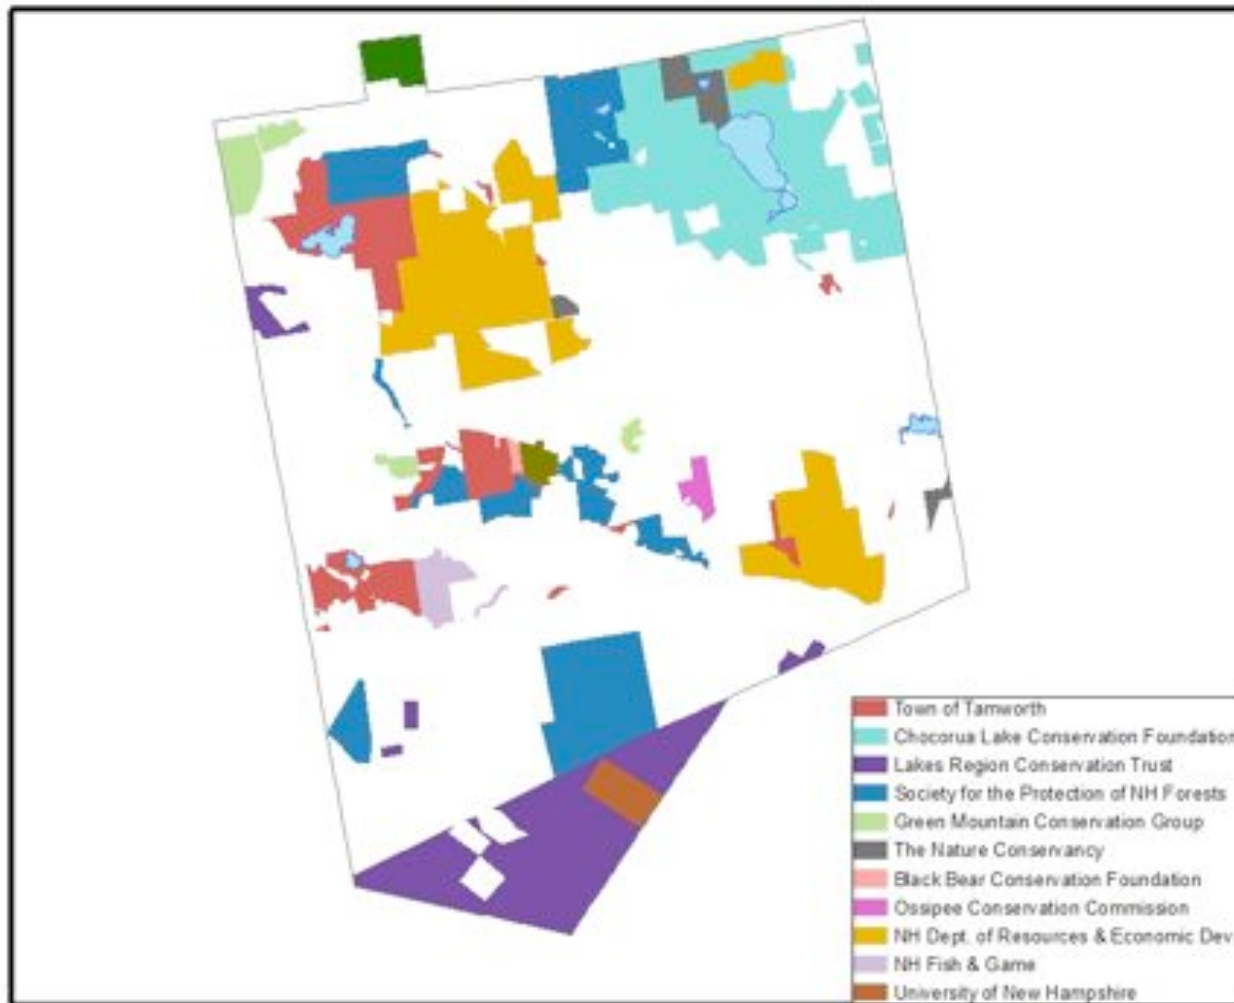 Town of Tamworth
Chocorua Lake Conservation Foundation
Lakes Region Conservation Trust
Society for the Protection of NH Forests
Green Mountain Conservation Group
The Nature Conservancy
Black Bear Conservation Foundation
Ossipee Conservation Commission
NH Dept. of Resources & Economic Dev
NH Fish & Game
University of New Hampshire